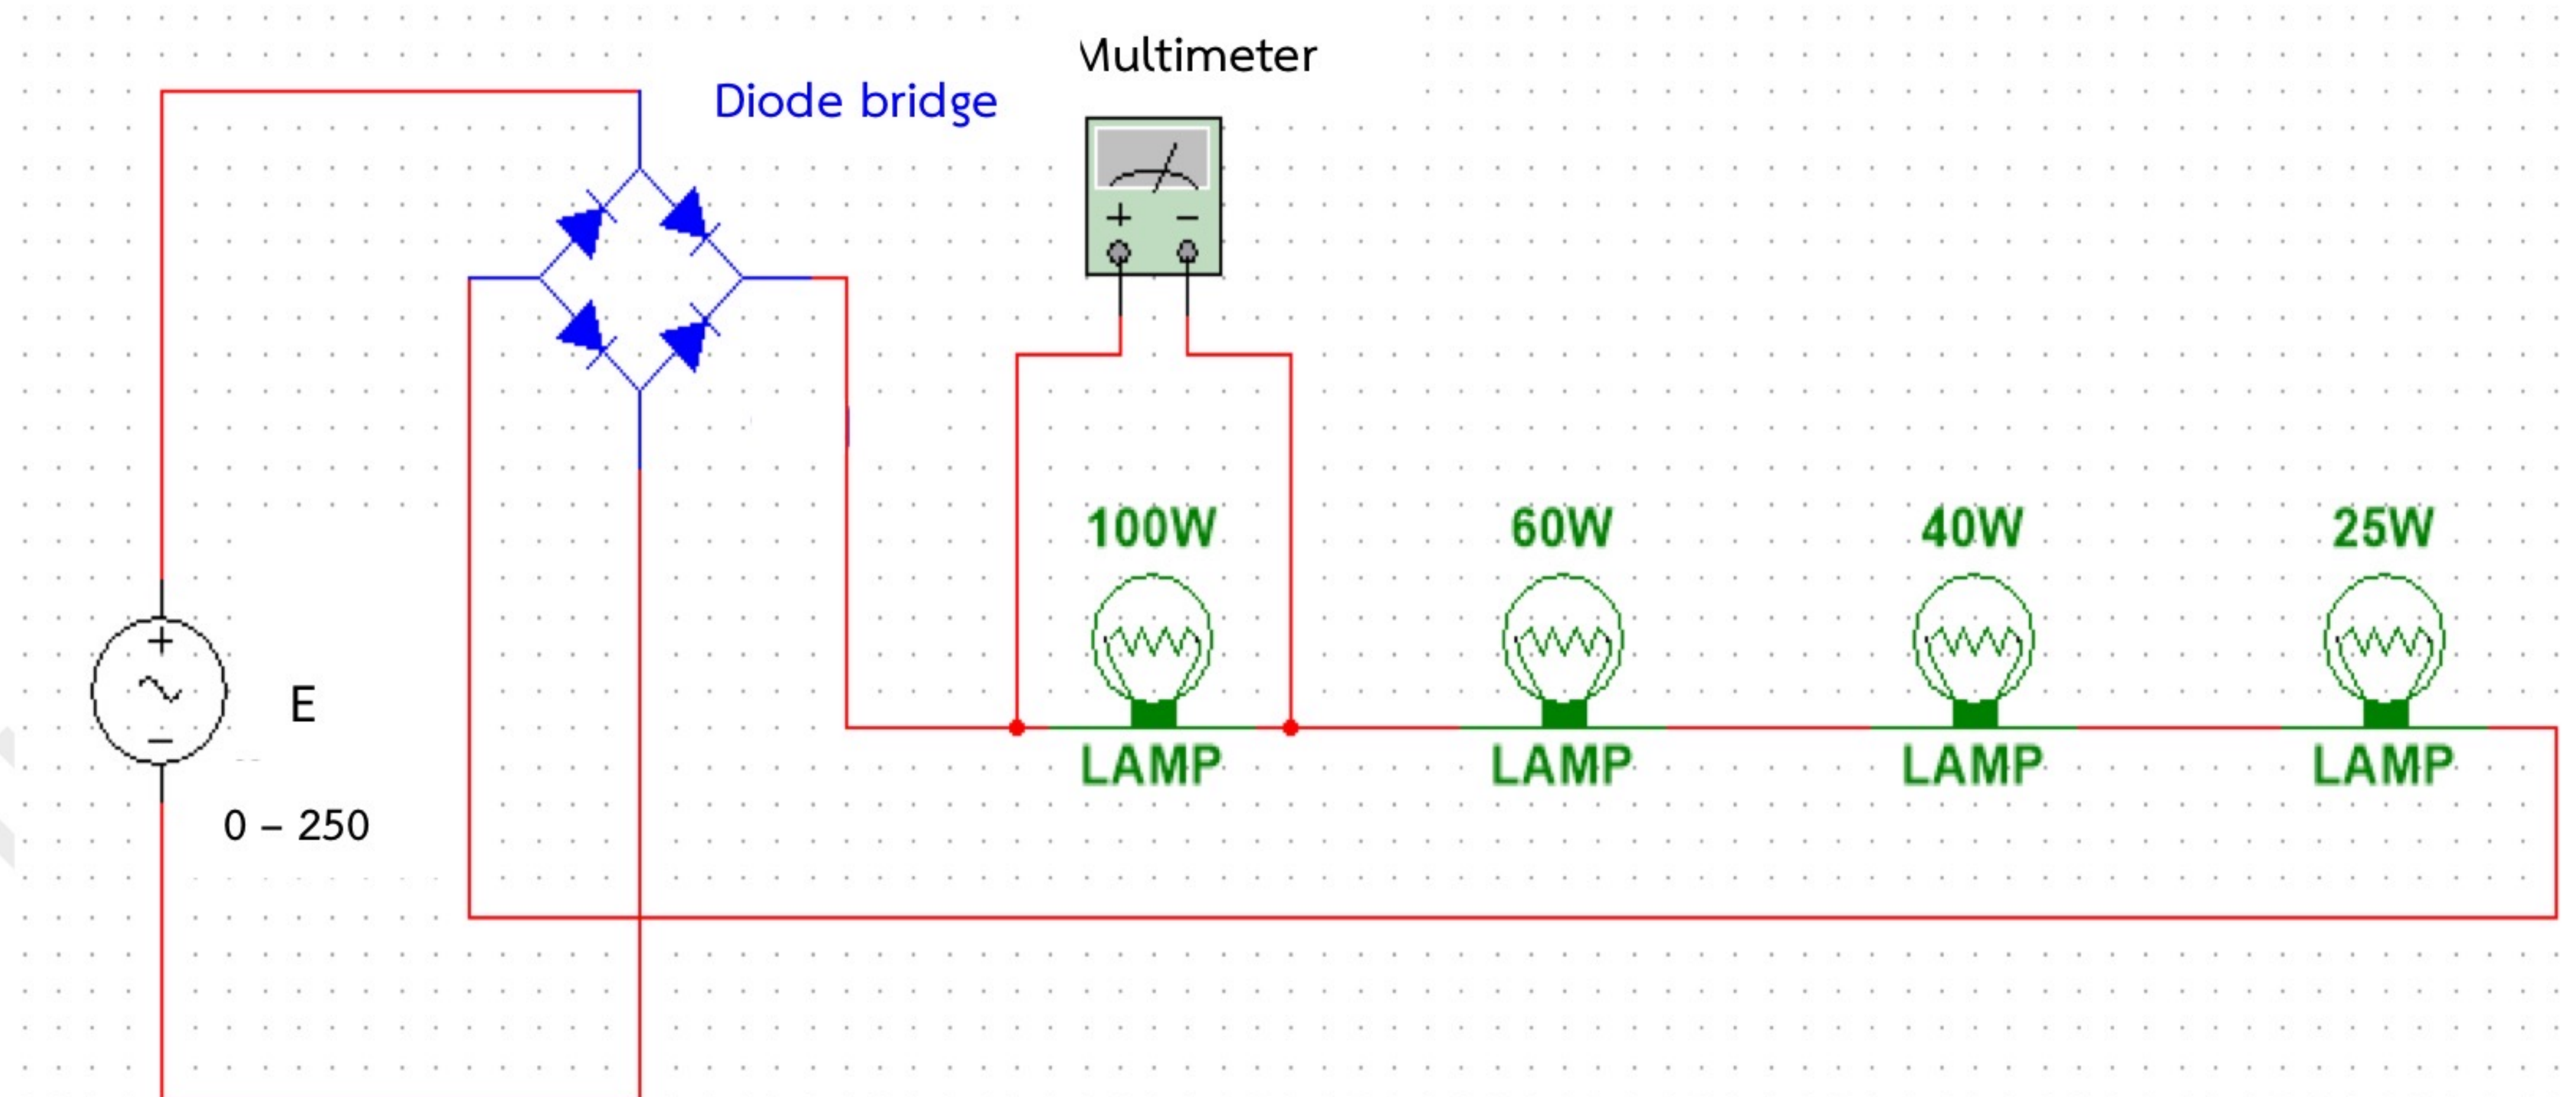 Multimeter
Diode bridge
+ −
100W 60W 40W 25W
+
E
−
LAMP LAMP LAMP LAMP
0 – 250